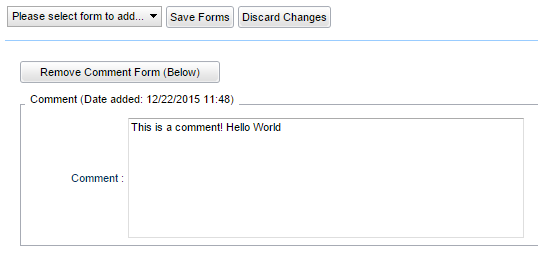 Please select form to add... Save Forms Discard Changes
Remove Comment Form (Below)
Comment (Date added: 12/22/2015 11:48)
This is a comment! Hello World
Comment :